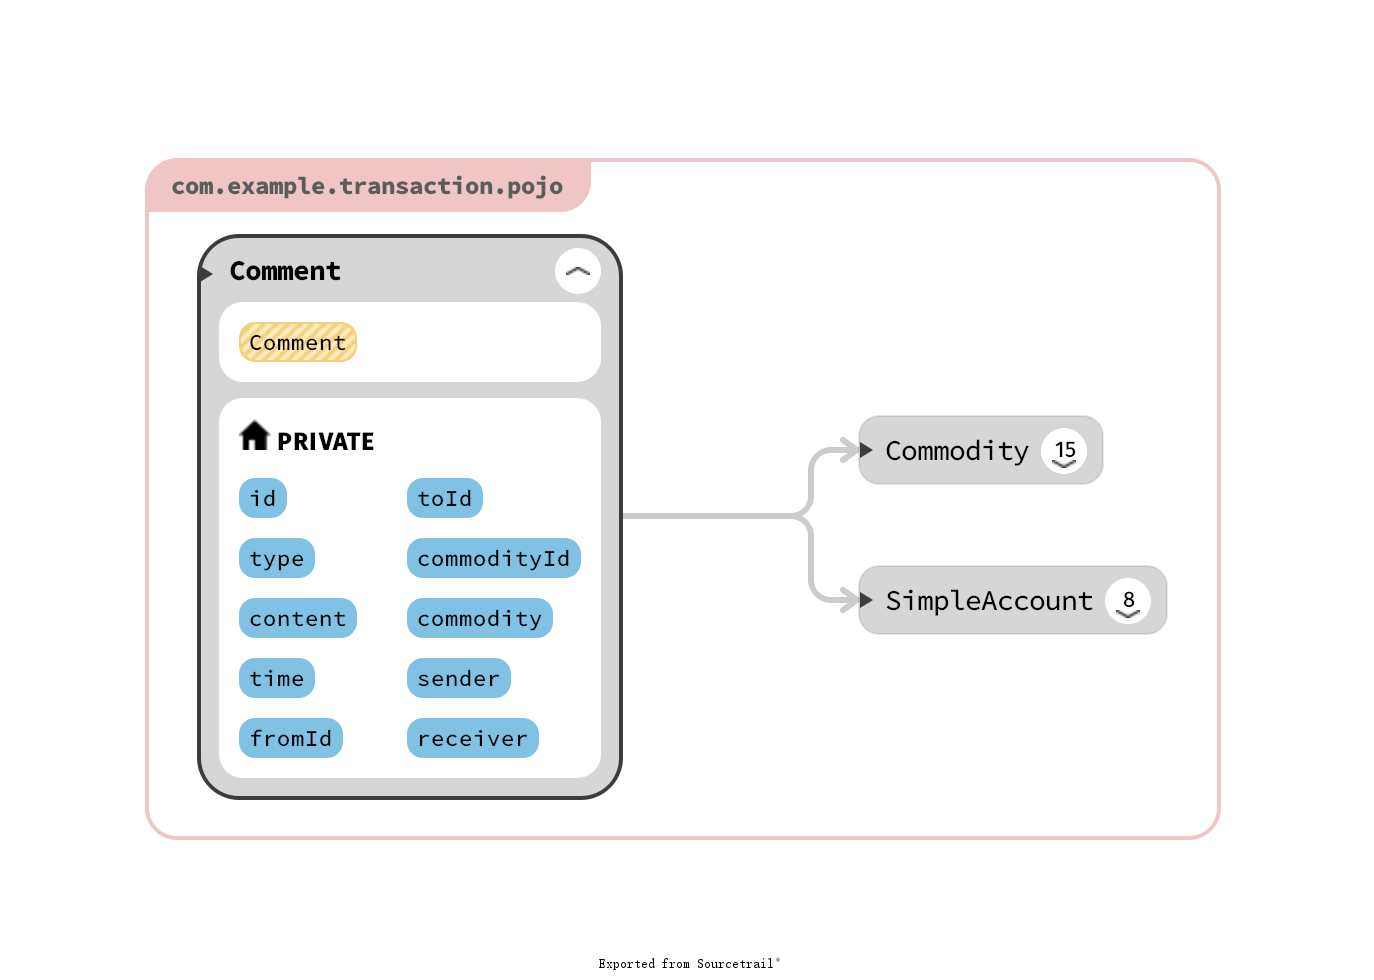 com.example.transaction.pojo
Comment
Comment
PRIVATE
id
toId
type
commodityId
content
commodity
time
sender
fromId
receiver
Commodity 15
SimpleAccount 8
Exported from Sourcetrail®